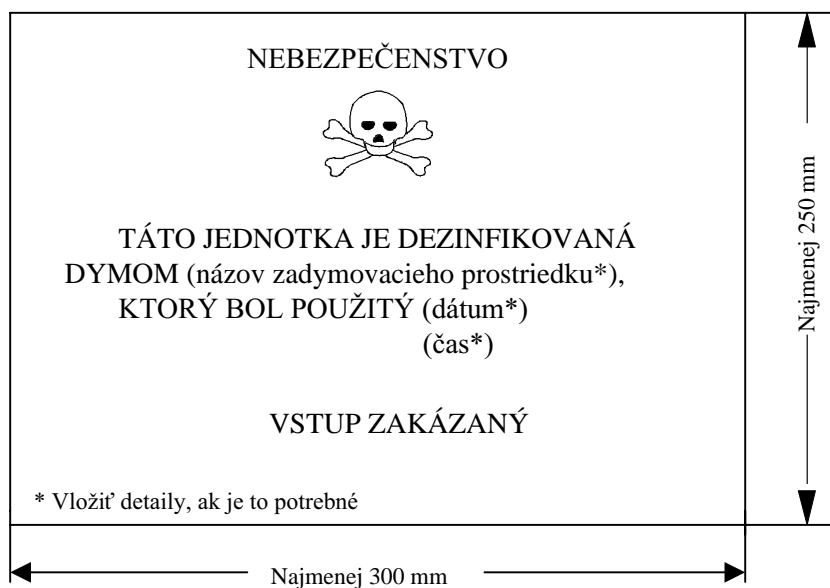 NEBEZPEČENSTVO
TÁTO JEDNOTKA JE DEZINFIKOVANÁ
DYMOM (názov zadymovacieho prostriedku*),
KTORÝ BOL POUŽITÝ (dátum*)
(čas*)
VSTUP ZAKÁZANÝ
* Vložiť detaily, ak je to potrebné
Najmenej 250 mm
Najmenej 300 mm